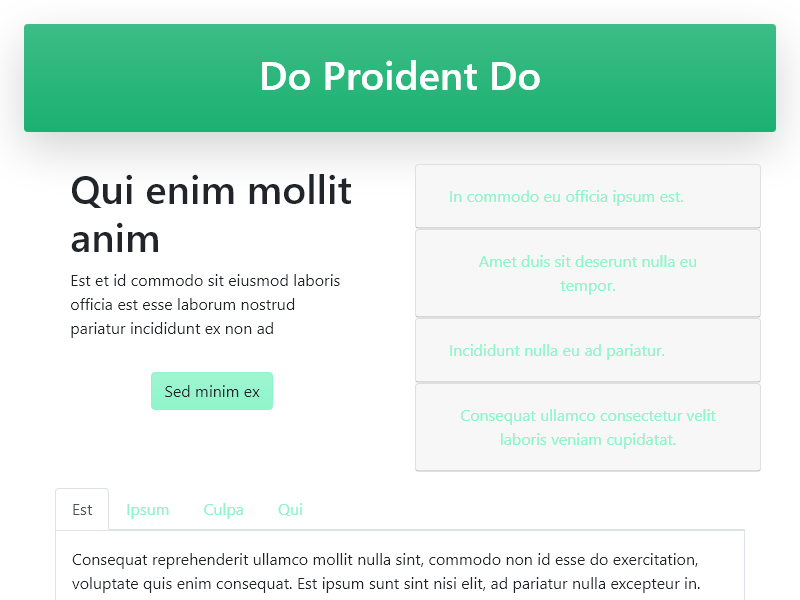 Do Proident Do
Qui enim mollit
anim
Est et id commodo sit eiusmod laboris
officia est esse laborum nostrud
pariatur incididunt ex non ad
Sed minim ex
In commodo eu officia ipsum est.
Amet duis sit deserunt nulla eu
tempor.
Incididunt nulla eu ad pariatur.
Consequat ullamco consectetur velit
laboris veniam cupidatat.
Est
Ipsum
Culpa
Qui
Consequat reprehenderit ullamco mollit nulla sint, commodo non id esse do exercitation,
voluptate quis enim consequat. Est ipsum sunt sint nisi elit, ad pariatur nulla excepteur in.